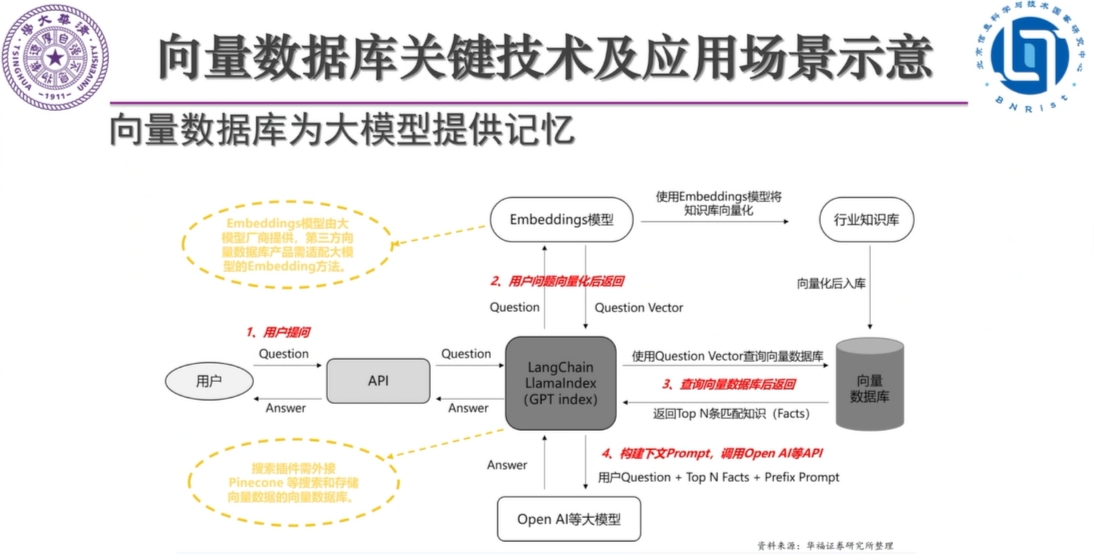 向量数据库关键技术及应用场景示意
向量数据库为大模型提供记忆
清華大學
TSINGHUA UNIVERSITY
-1911-
北京信息科学与技术国家研究中心
BNRist
Embeddings模型由大
模型厂商提供，第三方向
量数据库产品需适配大模
型的Embedding方法。
Embeddings模型
使用Embeddings模型将
知识库向量化
行业知识库
2、用户问题向量化后返回
Question
Question Vector
向量化后入库
1、用户提问
Question
Question
用户
API
LangChain
LlamaIndex
（GPT index）
使用Question Vector查询向量数据库
3、查询向量数据库后返回
返回Top N条匹配知识（Facts）
向量
数据库
Answer
Answer
搜索插件需外接
Pinecone 等搜索和存储
向量数据的向量数据库。
Answer
4、构建下文Prompt，调用Open AI等API
用户Question + Top N Facts + Prefix Prompt
Open AI等大模型
资料来源：华福证券研究所整理